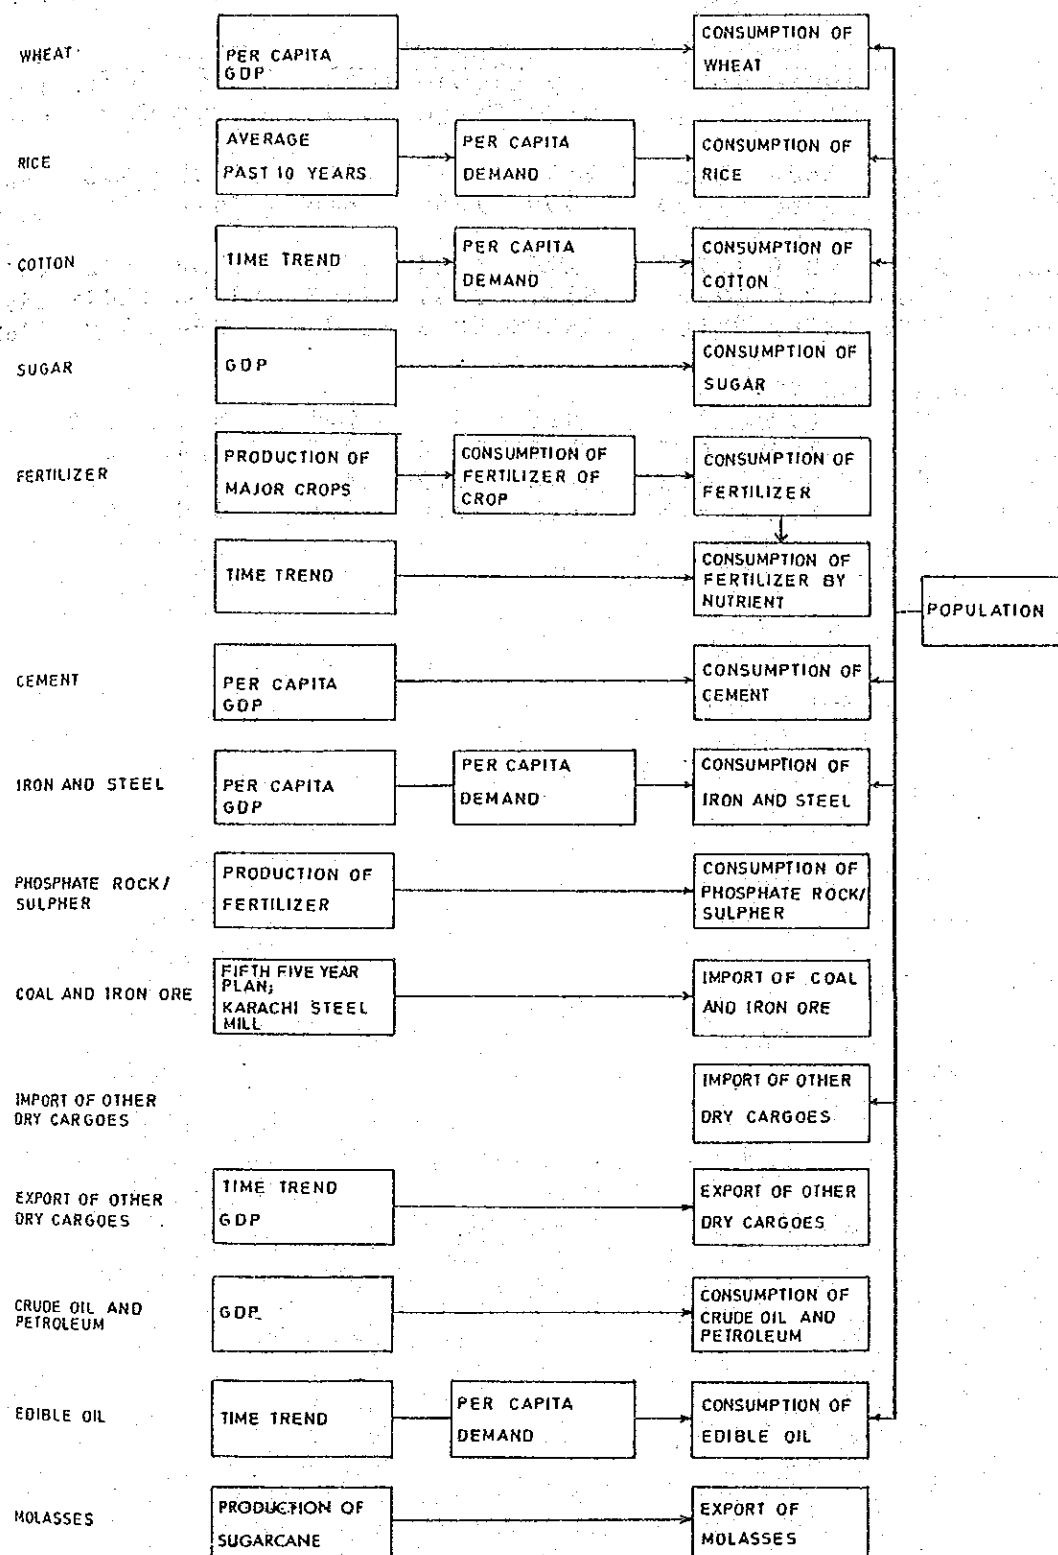 WHEAT
PER CAPITA
GDP
CONSUMPTION OF
WHEAT
RICE
AVERAGE
PAST 10 YEARS
PER CAPITA
DEMAND
CONSUMPTION OF
RICE
COTTON
TIME TREND
PER CAPITA
DEMAND
CONSUMPTION OF
COTTON
SUGAR
GDP
CONSUMPTION OF
SUGAR
FERTILIZER
PRODUCTION OF
MAJOR CROPS
CONSUMPTION OF
FERTILIZER OF
CROP
CONSUMPTION OF
FERTILIZER
TIME TREND
CONSUMPTION OF
FERTILIZER BY
NUTRIENT
POPULATION
CEMENT
PER CAPITA
GDP
CONSUMPTION OF
CEMENT
IRON AND STEEL
PER CAPITA
GDP
PER CAPITA
DEMAND
CONSUMPTION OF
IRON AND STEEL
PHOSPHATE ROCK/
SULPHER
PRODUCTION OF
FERTILIZER
CONSUMPTION OF
PHOSPHATE ROCK/
SULPHER
COAL AND IRON ORE
FIFTH FIVE YEAR
PLAN;
KARACHI STEEL
MILL
IMPORT OF COAL
AND IRON ORE
IMPORT OF OTHER
DRY CARGOES
IMPORT OF OTHER
DRY CARGOES
EXPORT OF OTHER
DRY CARGOES
TIME TREND
GDP
EXPORT OF OTHER
DRY CARGOES
CRUDE OIL AND
PETROLEUM
GDP
CONSUMPTION OF
CRUDE OIL AND
PETROLEUM
EDIBLE OIL
TIME TREND
PER CAPITA
DEMAND
CONSUMPTION OF
EDIBLE OIL
MOLASSES
PRODUCTION OF
SUGARCANE
EXPORT OF
MOLASSES